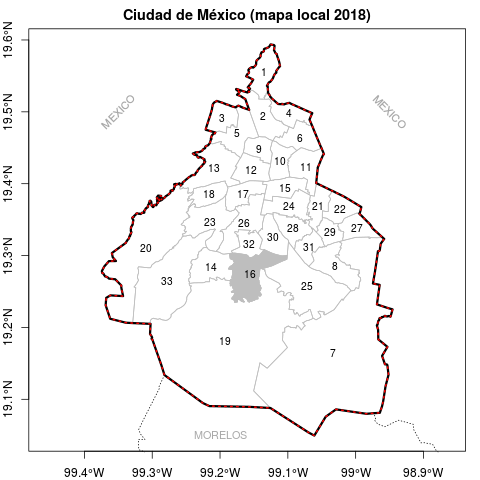 Ciudad de México (mapa local 2018)
19.6°N
19.5°N
19.4°N
19.3°N
19.2°N
19.1°N
MEXICO
MEXICO
1
2
3
4
5
6
9
10
11
12
13
15
17
18
24
21
22
23
26
28
27
29
30
20
32
31
14
8
16
33
25
19
7
MORELOS
99.4°W
99.3°W
99.2°W
99.1°W
99°W
98.9°W